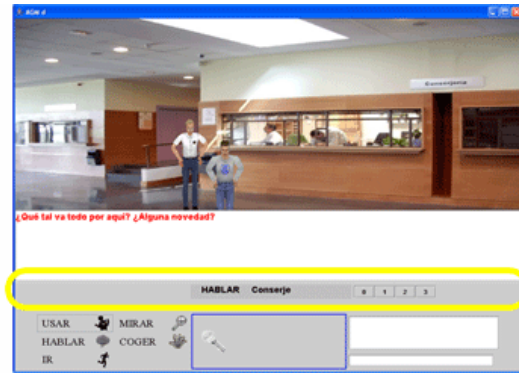 Conserjería
¿Qué tal va todo por aquí? ¿Alguna novedad?
HABLAR Conserje 0 1 2 3
USAR MIRAR
HABLAR COGER
IR